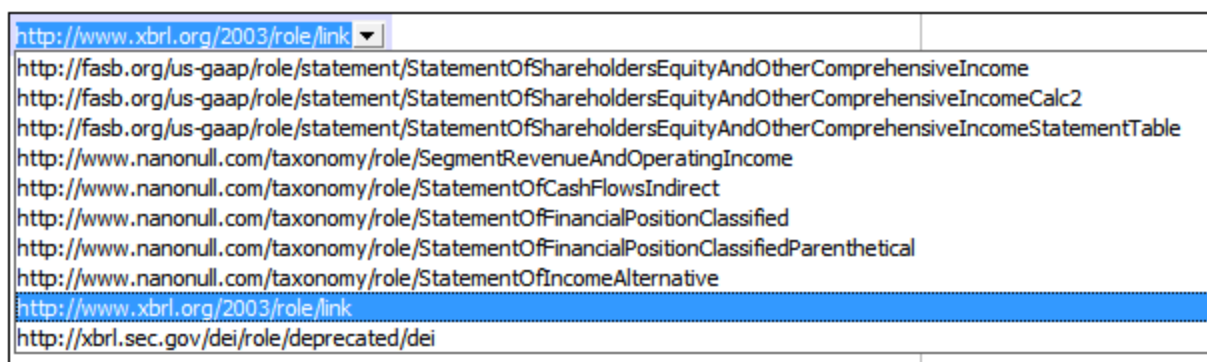 http://www.xbrl.org/2003/role/link
http://fasb.org/us-gaap/role/statement/StatementOfShareholdersEquityAndOtherComprehensiveIncome
http://fasb.org/us-gaap/role/statement/StatementOfShareholdersEquityAndOtherComprehensiveIncomeCalc2
http://fasb.org/us-gaap/role/statement/StatementOfShareholdersEquityAndOtherComprehensiveIncomeStatementTable
http://www.nanonull.com/taxonomy/role/SegmentRevenueAndOperatingIncome
http://www.nanonull.com/taxonomy/role/StatementOfCashFlowsIndirect
http://www.nanonull.com/taxonomy/role/StatementOfFinancialPositionClassified
http://www.nanonull.com/taxonomy/role/StatementOfFinancialPositionClassifiedParenthetical
http://www.nanonull.com/taxonomy/role/StatementOfIncomeAlternative
http://www.xbrl.org/2003/role/link
http://xbrl.sec.gov/dei/role/deprecated/dei